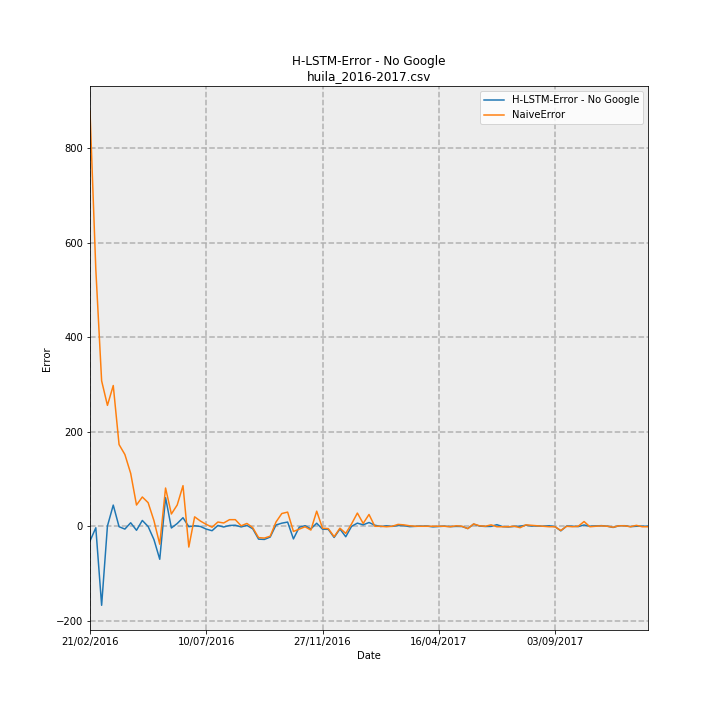 H-LSTM-Error - No Google
huila_2016-2017.csv
H-LSTM-Error - No Google
NaiveError
800
600
400
200
0
−200
Error
21/02/2016
10/07/2016
27/11/2016
16/04/2017
03/09/2017
Date